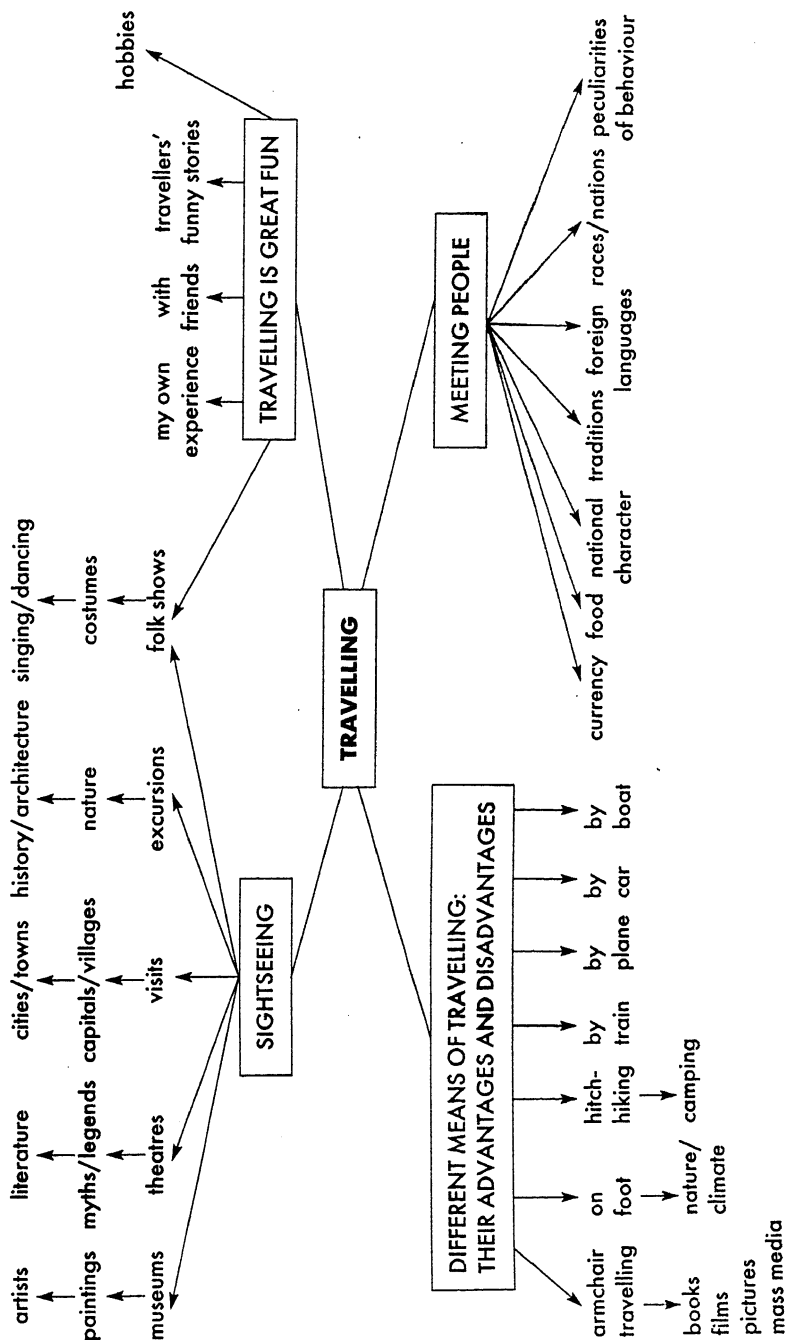 artists literature cities/towns history/architecture singing/dancing
paintings myths/legends capitals/villages nature costumes
museums theatres visits excursions folk shows
hobbies
my own experience
with friends
travellers' funny stories
SIGHTSEEING
TRAVELLING IS GREAT FUN
TRAVELLING
DIFFERENT MEANS OF TRAVELLING:
THEIR ADVANTAGES AND DISADVANTAGES
MEETING PEOPLE
armchair
travelling
on
foot
hitch-
hiking
by
train
by
plane
by
car
by
boat
books
films
pictures
mass media
nature/
climate
camping
currency
food
national
character
traditions
foreign
languages
races/nations
peculiarities
of behaviour